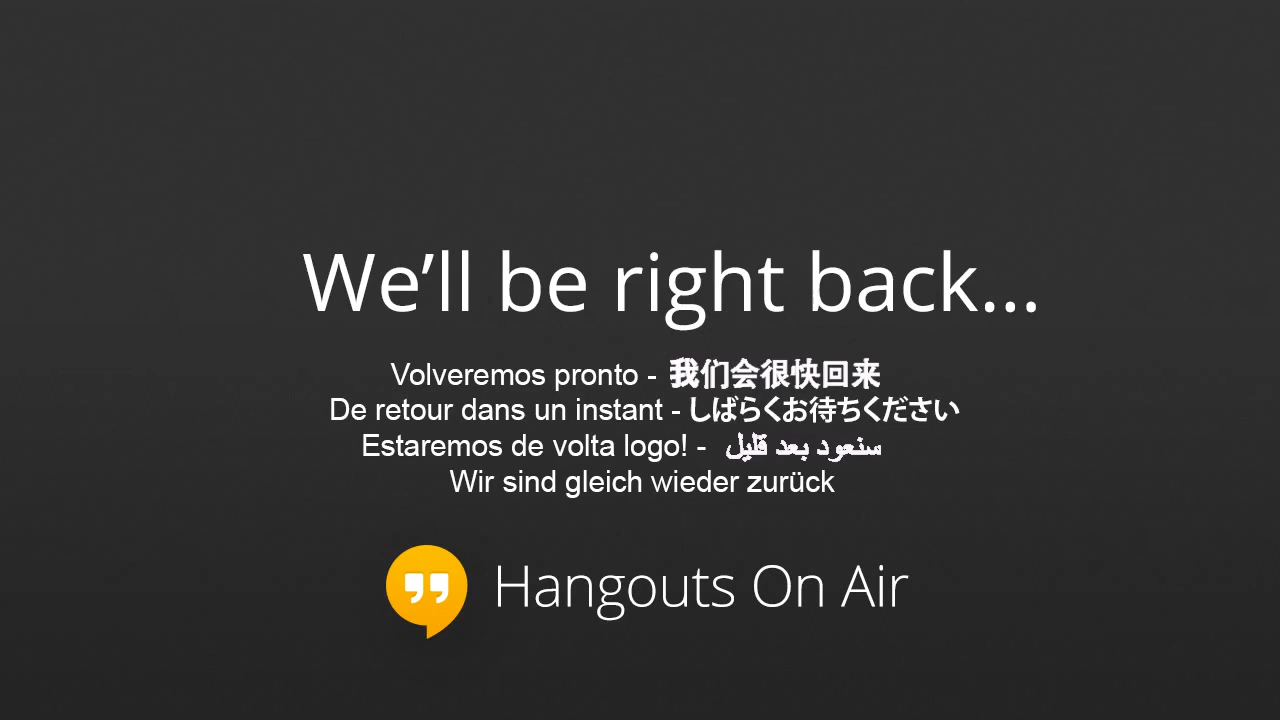 We’ll be right back...
Volveremos pronto - 我们会很快回来
De retour dans un instant - しばらくお待ちください
Estaremos de volta logo! - سنعود بعد قليل
Wir sind gleich wieder zurück
Hangouts On Air